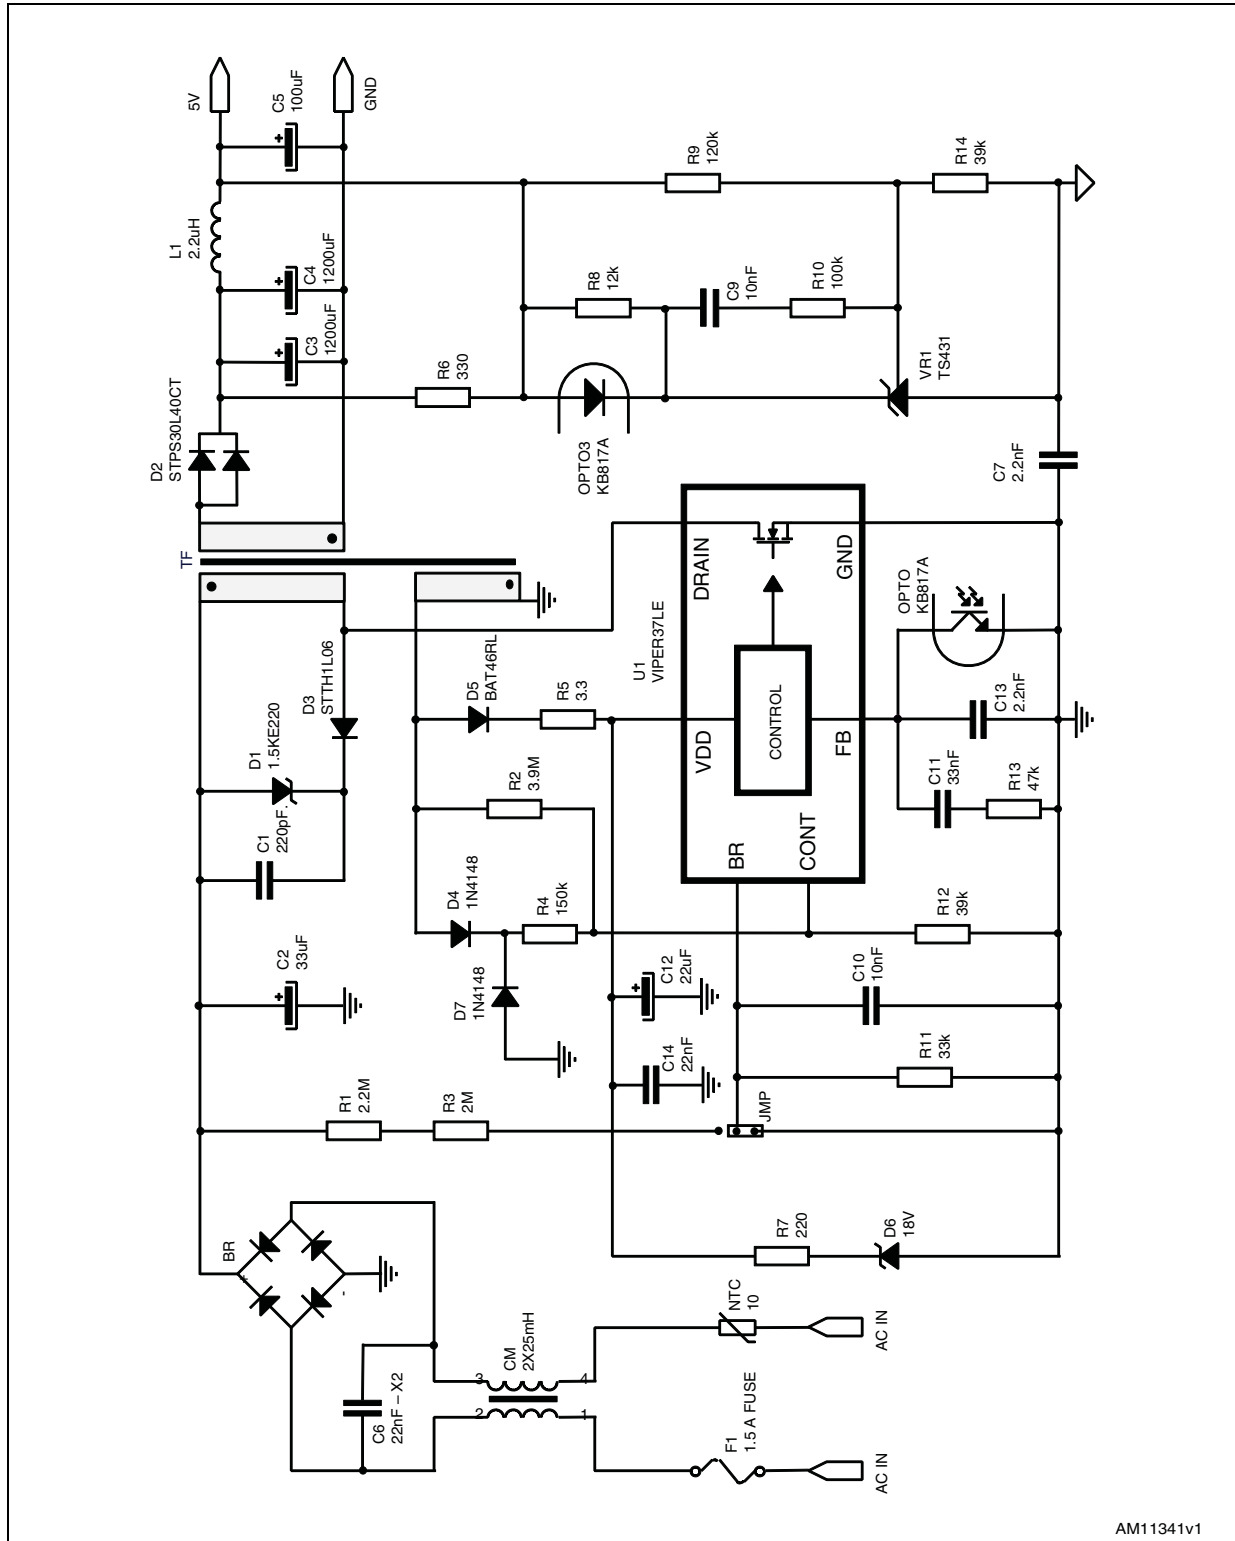 5V
C5
100uF
GND
L1
2.2uH
C4
1200uF
C3
1200uF
D2
STPS30L40CT
R6
330
R9
120k
R14
39k
R8
12k
C9
10nF
R10
100k
VR1
TS431
OPTO3
KB817A
C7
2.2nF
TF
D3
STTH1L06
D1
1.5KE220
C1
220pF.
C2
33uF
D5
BAT46RL
R5
3.3
R2
3.9M
D4
1N4148
R4
150k
D7
1N4148
U1
VIPER37LE
DRAIN
GND
VDD
CONTROL
FB
BR
CONT
OPTO
KB817A
C13
2.2nF
C11
33nF
R13
47k
R12
39k
C12
22uF
C10
10nF
C14
22nF
R11
33k
R1
2.2M
R3
2M
JMP
BR
+
-
R7
220
D6
18V
NTC
10
CM
2X25mH
3
4
2
1
C6
22nF – X2
F1
1.5 A FUSE
AC IN
AC IN
AM11341v1